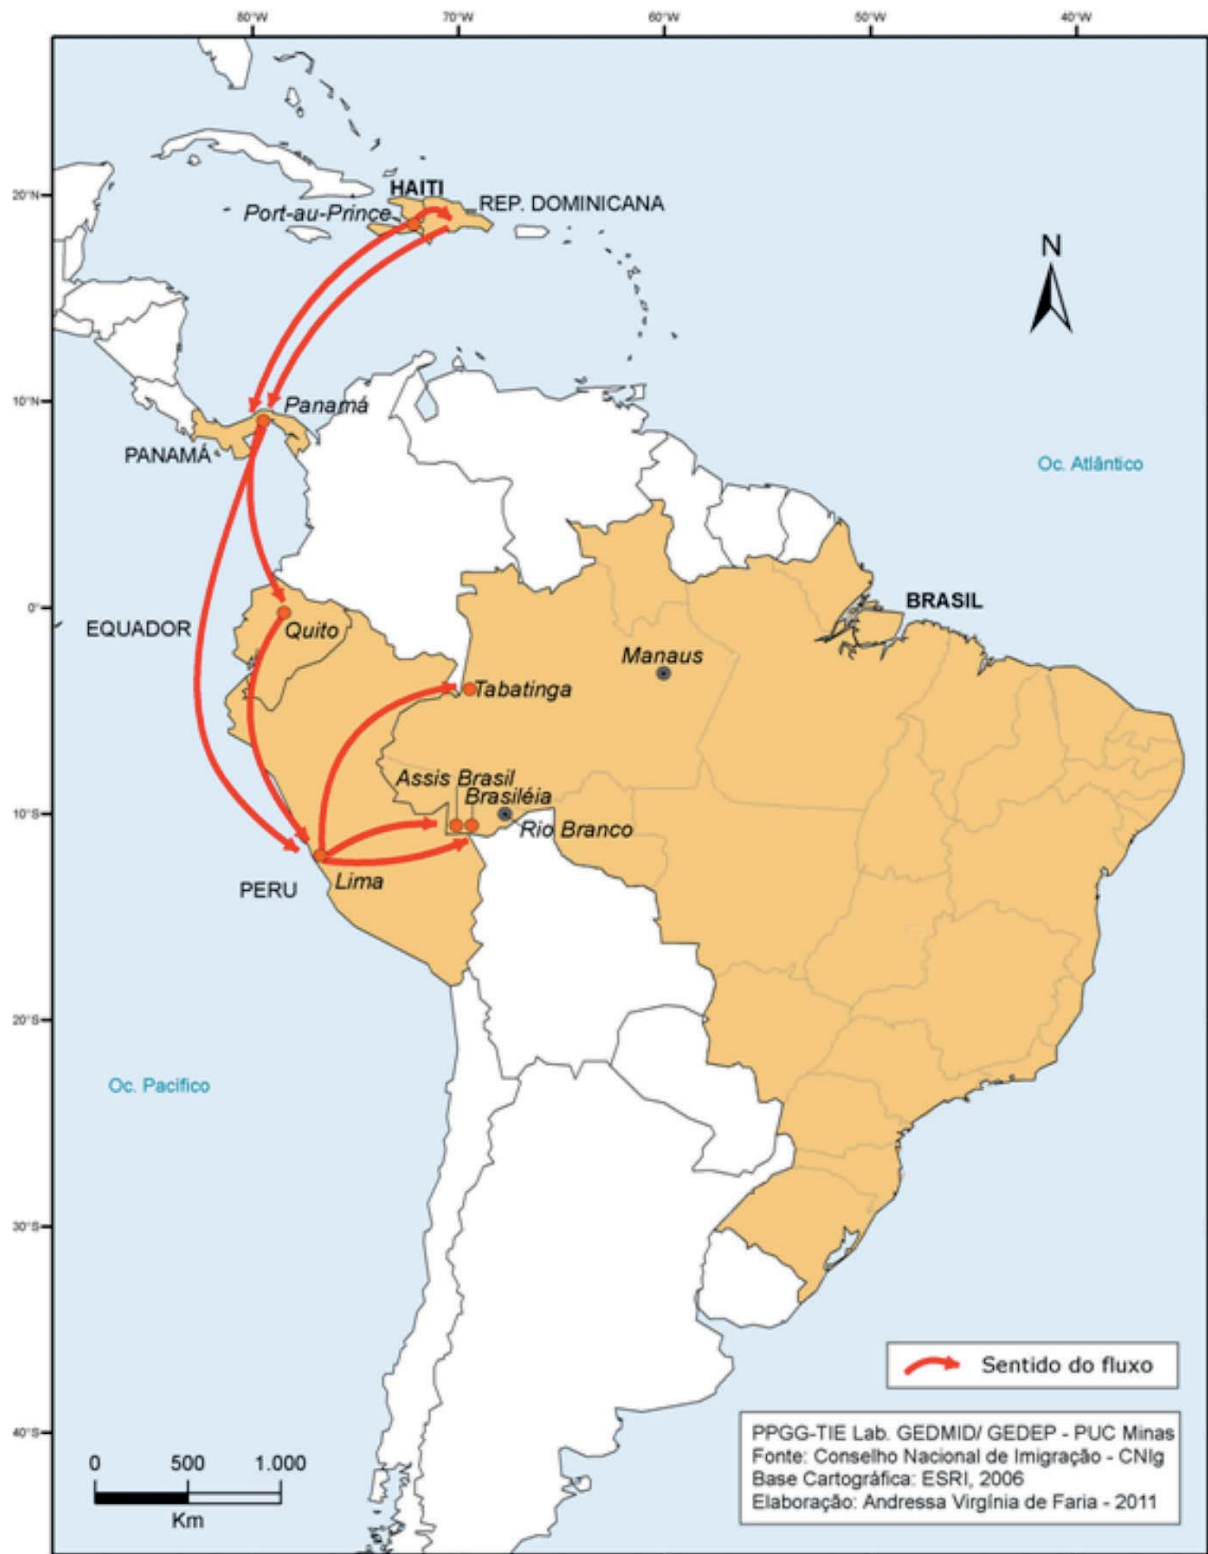 80°W 70°W 60°W 50°W 40°W
20°N
HAITI
Port-au-Prince
REP. DOMINICANA
N
10°N
Panamá
PANAMÁ
Oc. Atlântico
0°
EQUADOR
Quito
BRASIL
Manaus
Tabatinga
Assis Brasil
Brasiléia
10°S
Rio Branco
PERU
Lima
20°S
Oc. Pacífico
30°S
Sentido do fluxo
40°S
0 500 1.000
Km
PPGG-TIE Lab. GEDMID/ GEDEP - PUC Minas
Fonte: Conselho Nacional de Imigração - CNIg
Base Cartográfica: ESRI, 2006
Elaboração: Andressa Virgínia de Faria - 2011